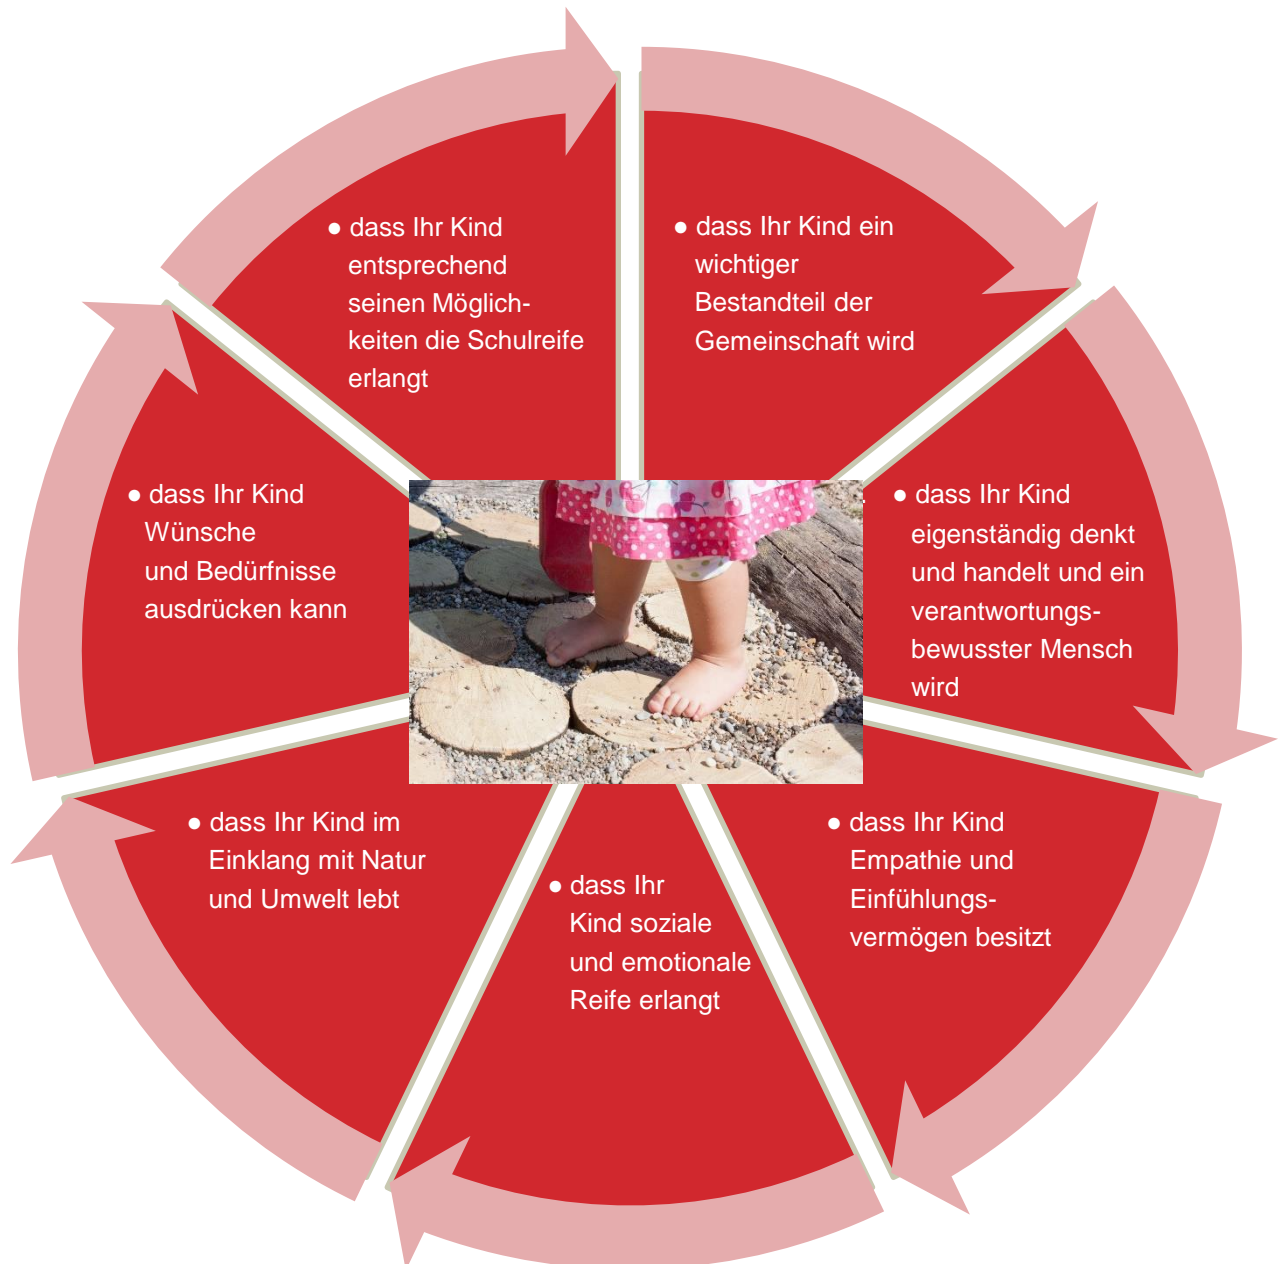 ● dass Ihr Kind ein
wichtiger
Bestandteil der
Gemeinschaft wird
● dass Ihr Kind
eigenständig denkt
und handelt und ein
verantwortungs-
bewusster Mensch
wird
● dass Ihr Kind
Empathie und
Einfühlungs-
vermögen besitzt
● dass Ihr
Kind soziale
und emotionale
Reife erlangt
● dass Ihr Kind im
Einklang mit Natur
und Umwelt lebt
● dass Ihr Kind
Wünsche
und Bedürfnisse
ausdrücken kann
● dass Ihr Kind
entsprechend
seinen Möglich-
keiten die Schulreife
erlangt